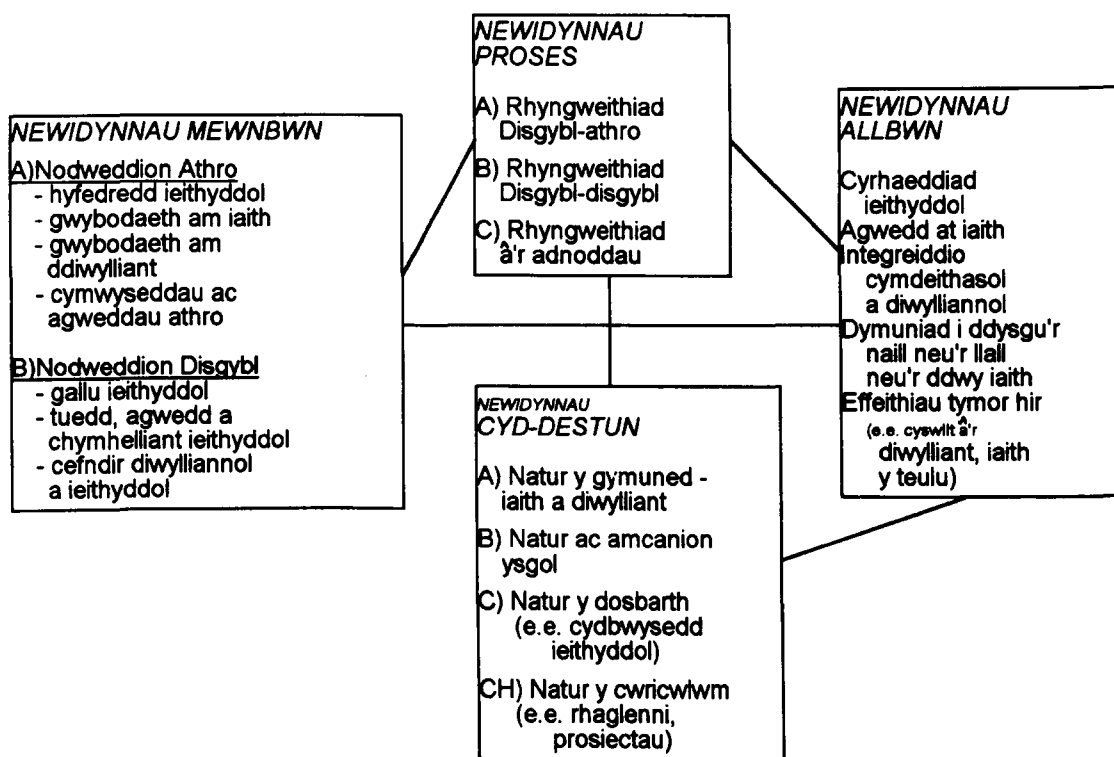 NEWIDYNNAU MEWNBWN
A)Nodweddion Athro
- hyfedredd ieithyddol
- gwybodaeth am iaith
- gwybodaeth am
ddiwylliant
- cymwyseddau ac
agweddau athro
B)Nodweddion Disgybl
- gallu ieithyddol
- tuedd, agwedd a
chymhelliant ieithyddol
- cefndir diwylliannol
a ieithyddol
NEWIDYNNAU
PROSES
A) Rhyngweithiad
Disgybl-athro
B) Rhyngweithiad
Disgybl-disgybl
C) Rhyngweithiad
â'r adnoddau
NEWIDYNNAU
CYD-DESTUN
A) Natur y gymuned -
iaith a diwylliant
B) Natur ac amcanion
ysgol
C) Natur y dosbarth
(e.e. cydbwysedd
ieithyddol)
CH) Natur y cwricwlwm
(e.e. rhaglenni,
prosiectau)
NEWIDYNNAU
ALLBWN
Cyrhaeddiad
ieithyddol
Agwedd at iaith
Integreiddio
cymdeithasol
a diwylliannol
Dymuniad i ddysgu'r
naill neu'r llall
neu'r ddwy iaith
Effeithiau tymor hir
(e.e. cyswllt â'r
diwylliant, iaith
y teulu)